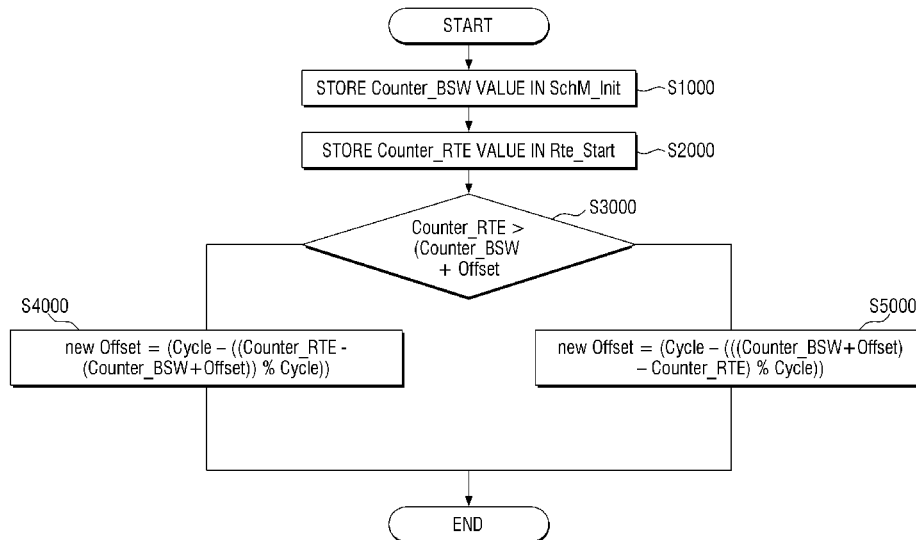 START
STORE Counter_BSW VALUE IN SchM_Init
S1000
STORE Counter_RTE VALUE IN Rte_Start
S2000
S3000
Counter_RTE >
(Counter_BSW
+ Offset
S4000
new Offset = (Cycle – ((Counter_RTE -
(Counter_BSW+Offset)) % Cycle))
S5000
new Offset = (Cycle – (((Counter_BSW+Offset)
– Counter_RTE) % Cycle))
END